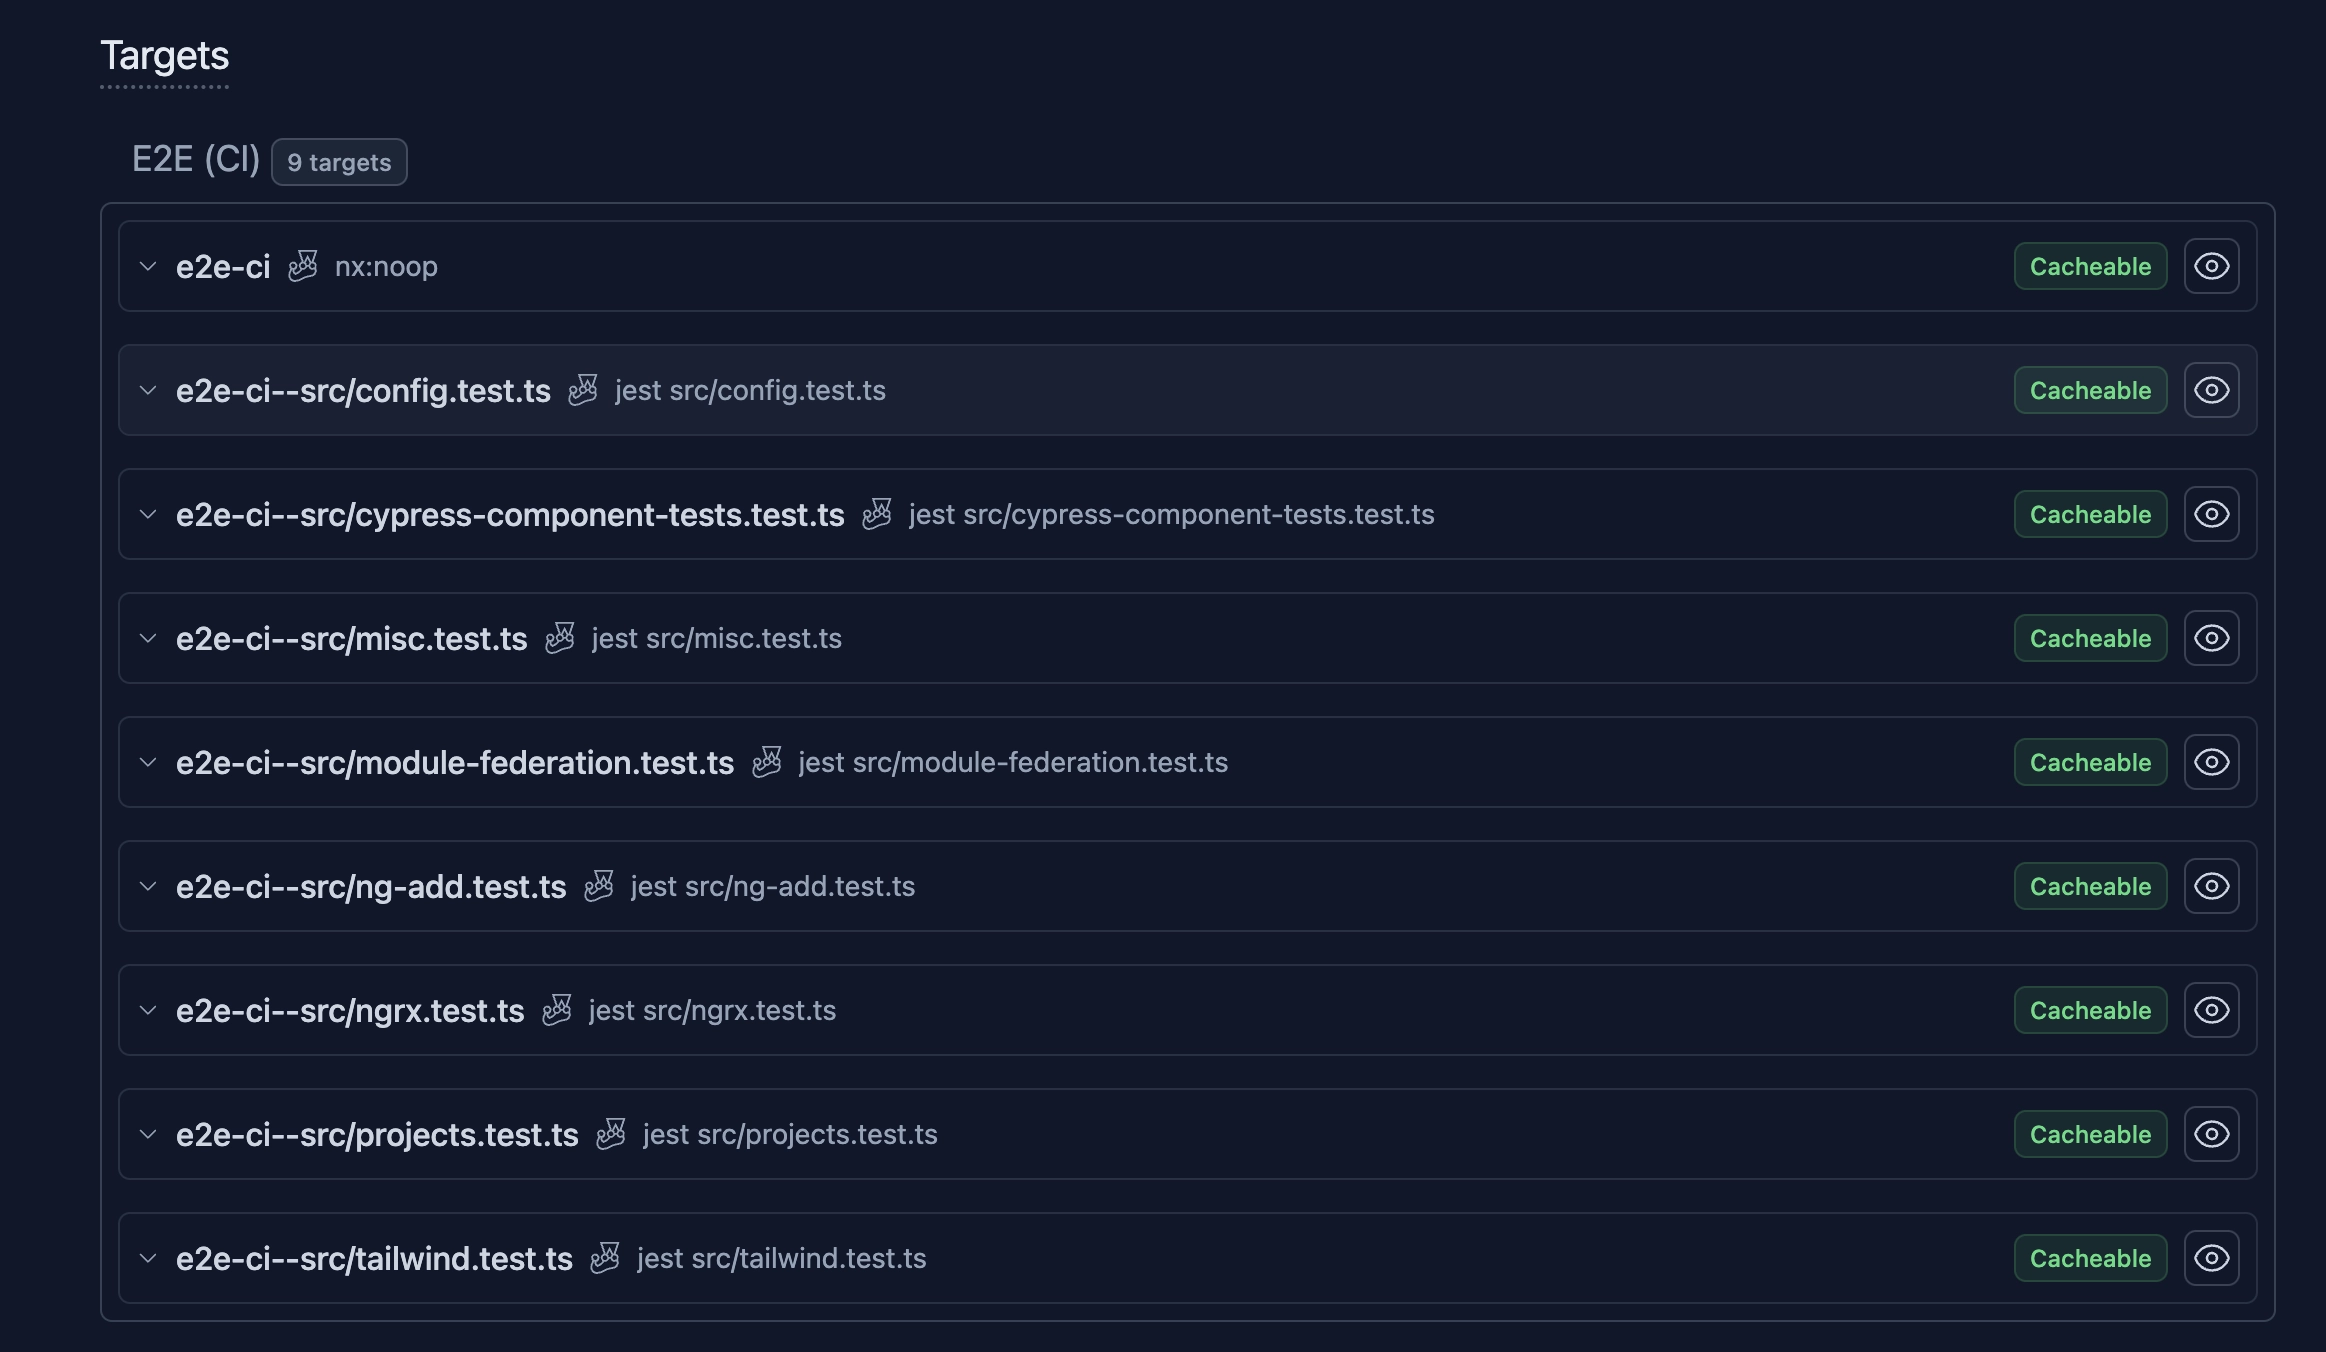 Targets
E2E (CI) 9 targets
e2e-ci nx:noop Cacheable
e2e-ci--src/config.test.ts jest src/config.test.ts Cacheable
e2e-ci--src/cypress-component-tests.test.ts jest src/cypress-component-tests.test.ts Cacheable
e2e-ci--src/misc.test.ts jest src/misc.test.ts Cacheable
e2e-ci--src/module-federation.test.ts jest src/module-federation.test.ts Cacheable
e2e-ci--src/ng-add.test.ts jest src/ng-add.test.ts Cacheable
e2e-ci--src/ngrx.test.ts jest src/ngrx.test.ts Cacheable
e2e-ci--src/projects.test.ts jest src/projects.test.ts Cacheable
e2e-ci--src/tailwind.test.ts jest src/tailwind.test.ts Cacheable